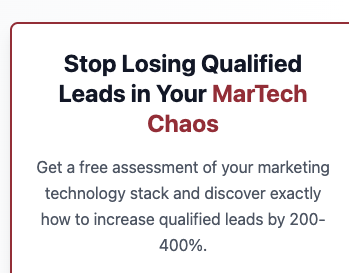 Stop Losing Qualified
Leads in Your MarTech
Chaos
Get a free assessment of your marketing
technology stack and discover exactly
how to increase qualified leads by 200-
400%.